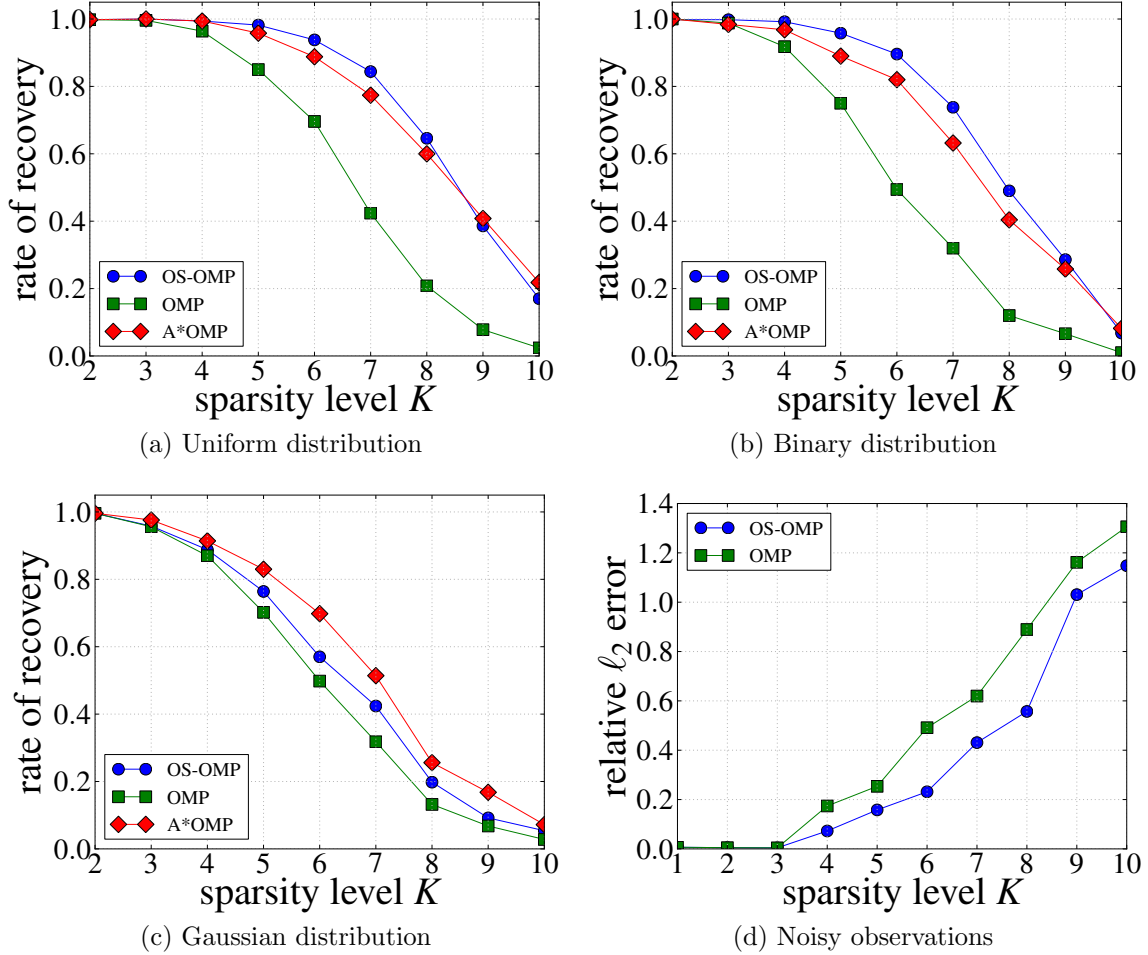 1.0
0.8
0.6
0.4
0.2
0.0
rate of recovery
OS-OMP
OMP
A*OMP
2 3 4 5 6 7 8 9 10
sparsity level K
(a) Uniform distribution
1.0
0.8
0.6
0.4
0.2
0.0
rate of recovery
OS-OMP
OMP
A*OMP
2 3 4 5 6 7 8 9 10
sparsity level K
(b) Binary distribution
1.0
0.8
0.6
0.4
0.2
0.0
rate of recovery
OS-OMP
OMP
A*OMP
2 3 4 5 6 7 8 9 10
sparsity level K
(c) Gaussian distribution
1.4
1.2
1.0
0.8
0.6
0.4
0.2
0.0
relative ℓ₂ error
OS-OMP
OMP
1 2 3 4 5 6 7 8 9 10
sparsity level K
(d) Noisy observations